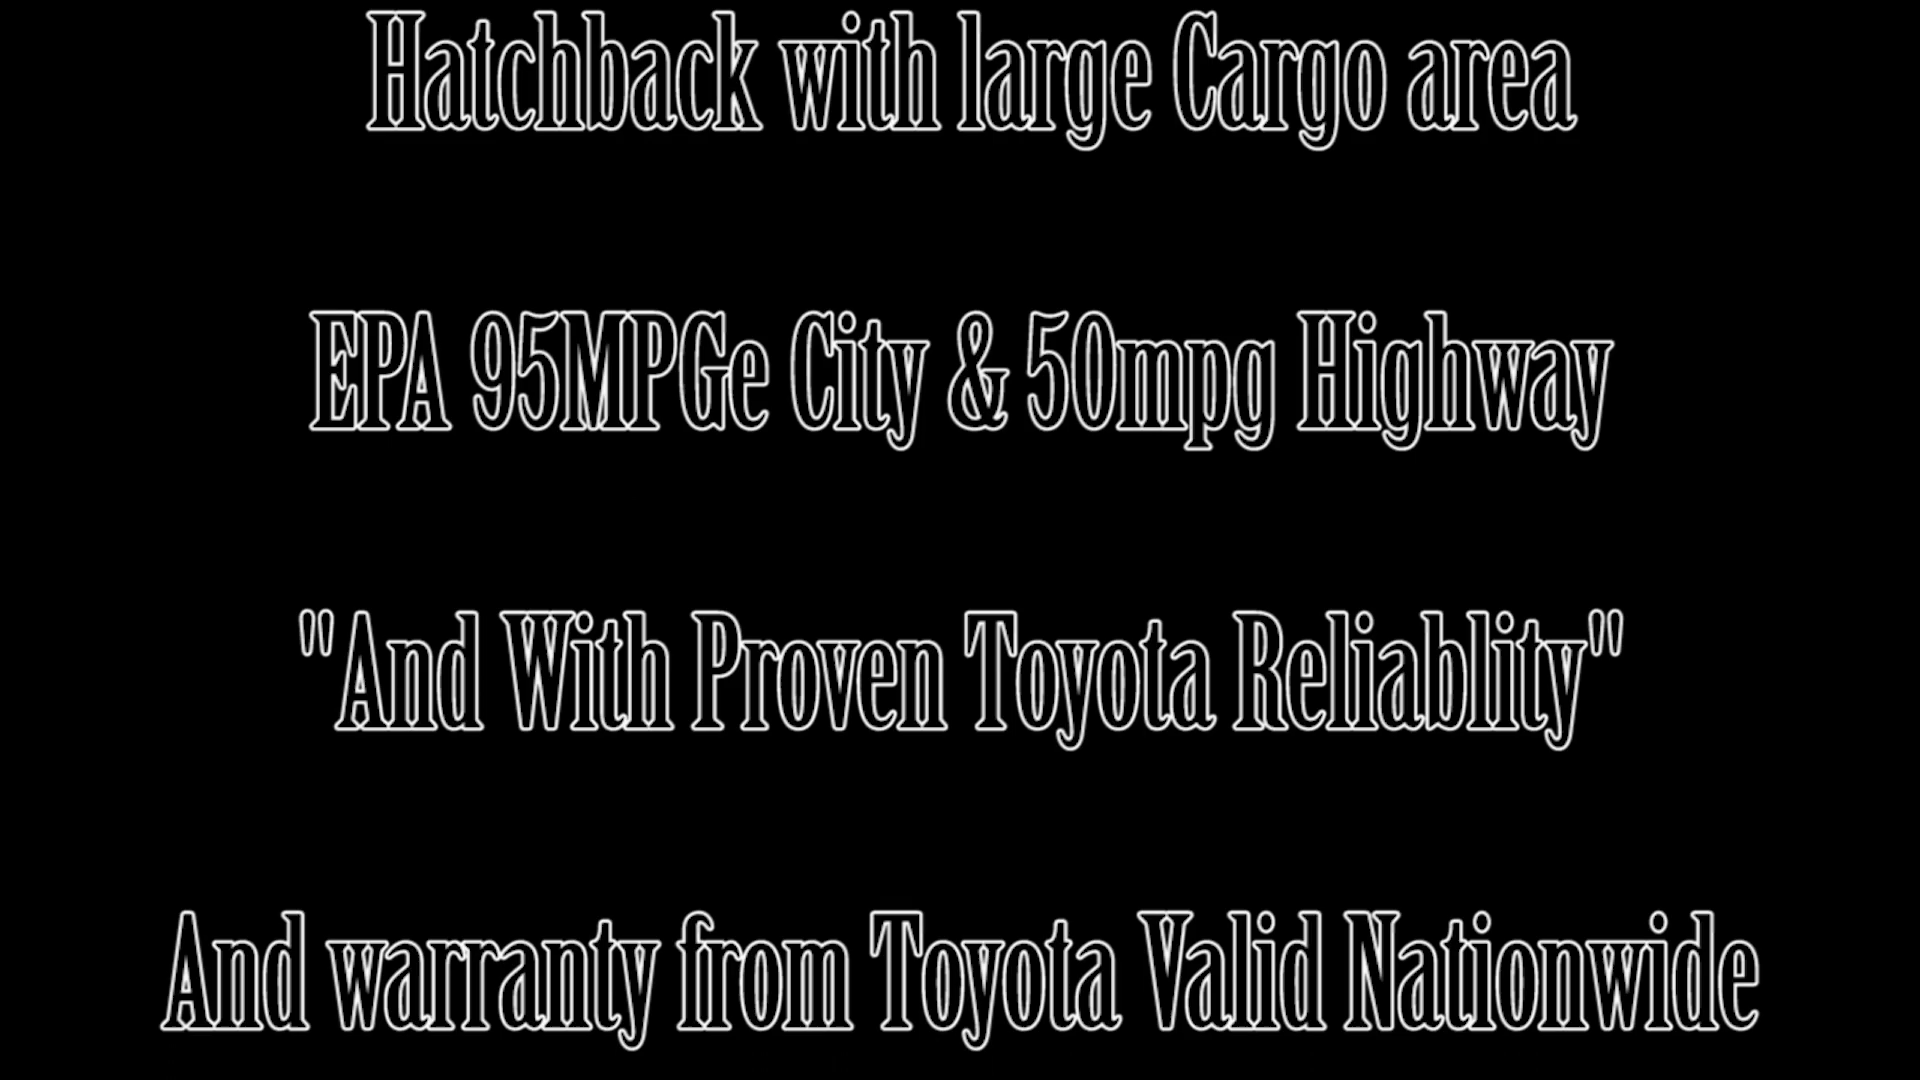 Hatchback with large Cargo area
EPA 95MPGe City & 50mpg Highway
"And With Proven Toyota Reliablity"
And warranty from Toyota Valid Nationwide